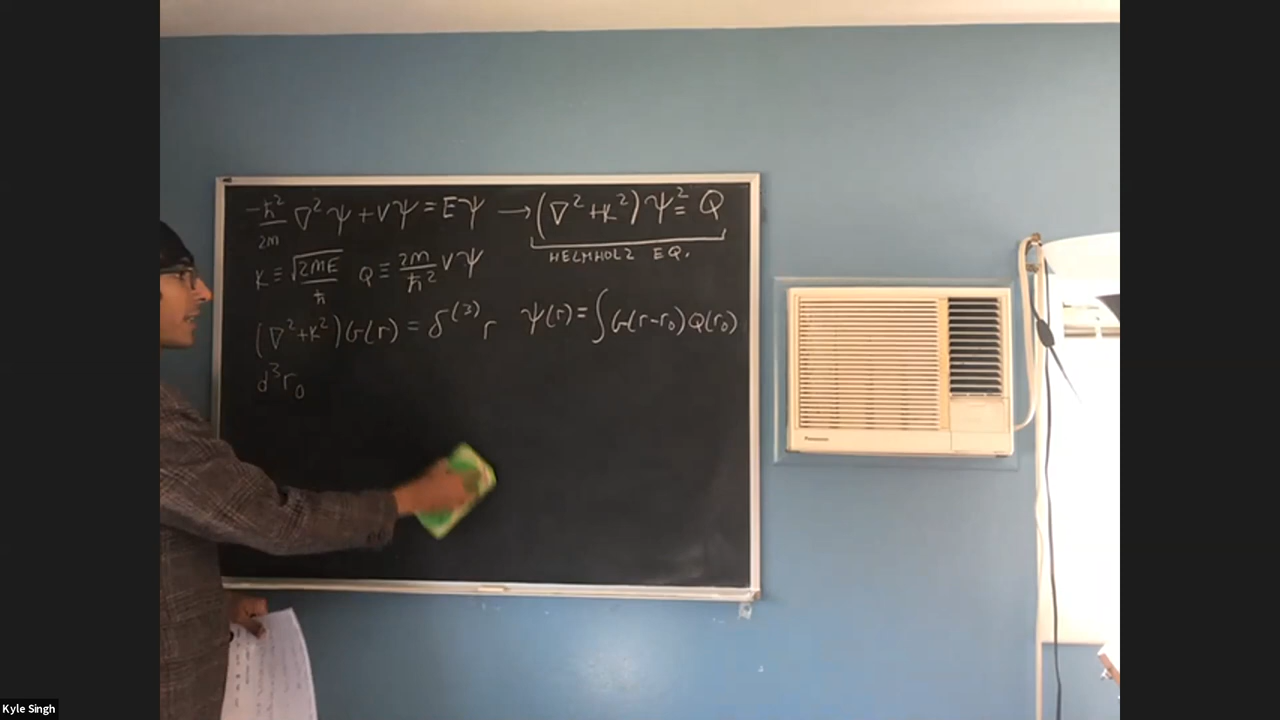 -ħ²/2m ∇²ψ + Vψ = Eψ → (∇² + k²)ψ² = Q
HELMHOLZ EQ.
K ≡ √2ME/ħ Q ≡ 2M/ħ² Vψ
(∇² + k²)G(r) = δ⁽³⁾r ψ(r) = ∫G(r-r₀)Q(r₀)
d³r₀
Panasonic
Kyle Singh